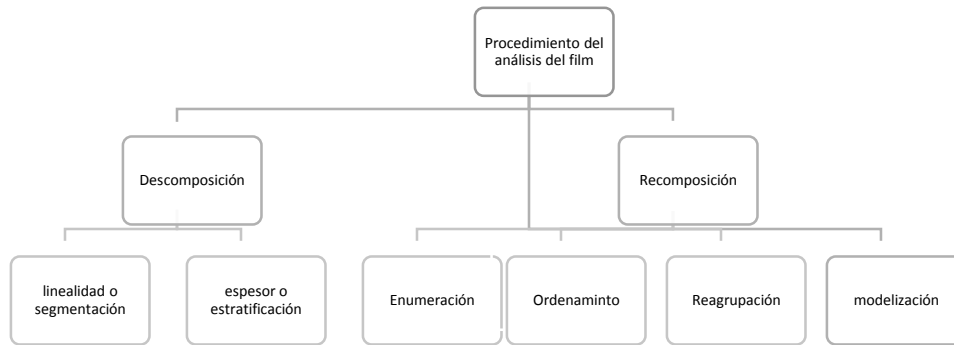 Procedimiento del
análisis del film
Descomposición
Recomposición
linealidad o
segmentación
espesor o
estratificación
Enumeración
Ordenaminto
Reagrupación
modelización